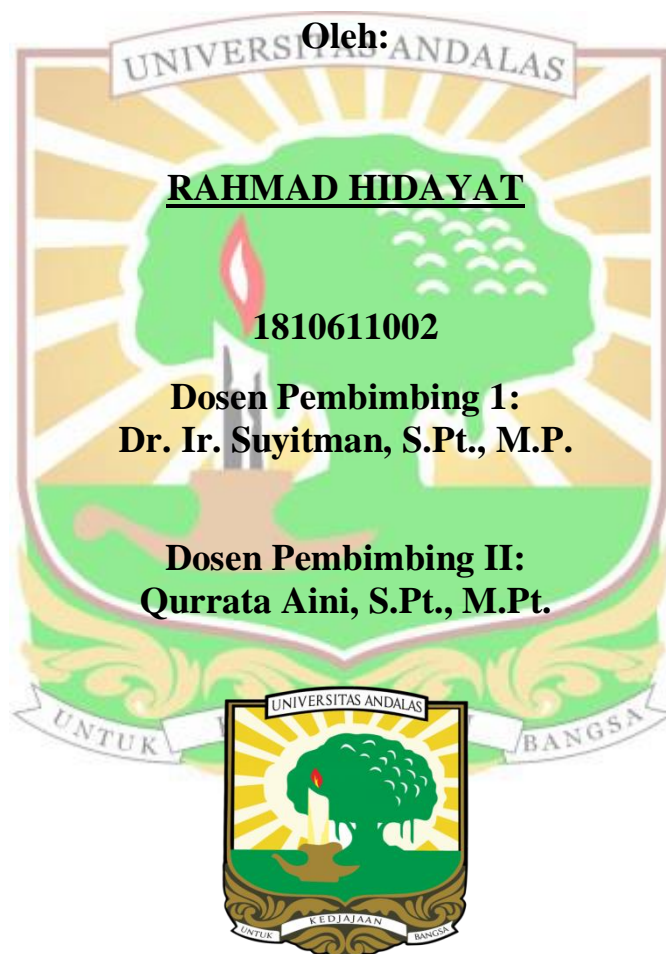 Oleh:
UNIVERSITAS ANDALAS
RAHMAD HIDAYAT
1810611002
Dosen Pembimbing 1:
Dr. Ir. Suyitman, S.Pt., M.P.
Dosen Pembimbing II:
Qurrata Aini, S.Pt., M.Pt.
UNTUK BANGSA
UNIVERSITAS ANDALAS
KEDJAJAAN
UNTUK BANGSA